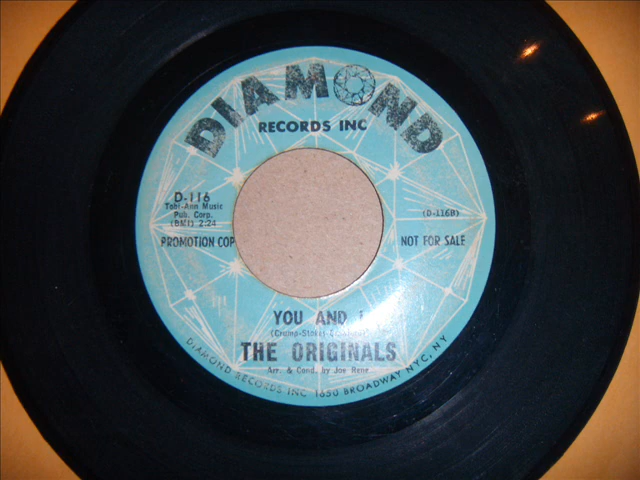 DIAMOND
RECORDS INC
D-116
Tobi-Ann Music
Pub. Corp.
(BMI) 2:24
(D-116B)
PROMOTION COP
NOT FOR SALE
YOU AND I
THE ORIGINALS
Arr. & Cond. by Joe Rene
DIAMOND RECORDS INC 1650 BROADWAY NYC, NY